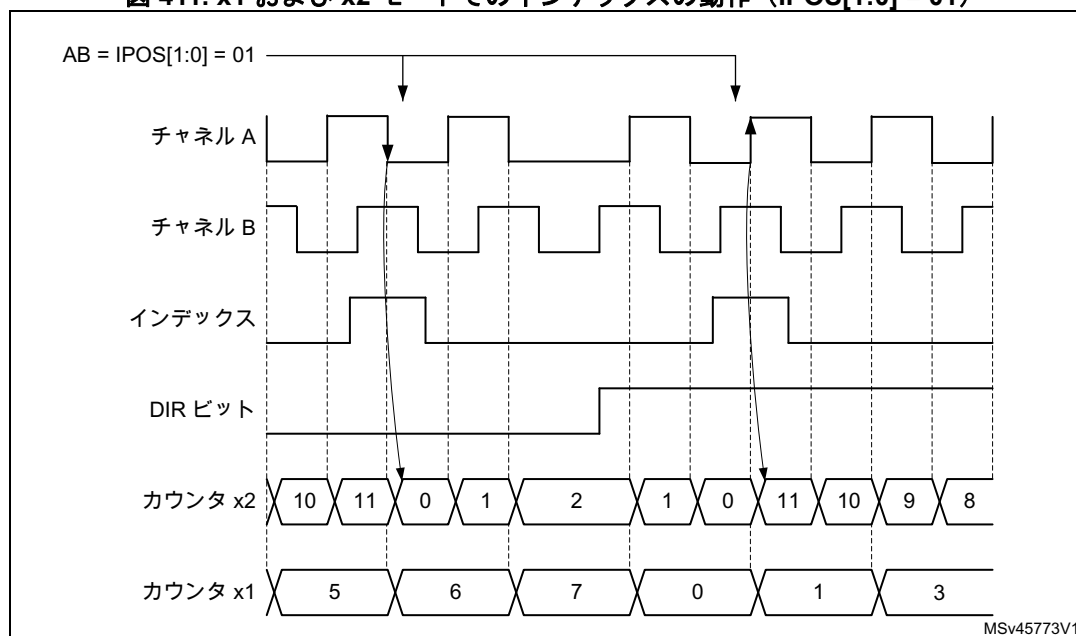 AB = IPOS[1:0] = 01
チャネル A
チャネル B
インデックス
DIR ビット
カウンタ x2 10 11 0 1 2 1 0 11 10 9 8
カウンタ x1 5 6 7 0 1 3
MSv45773V1